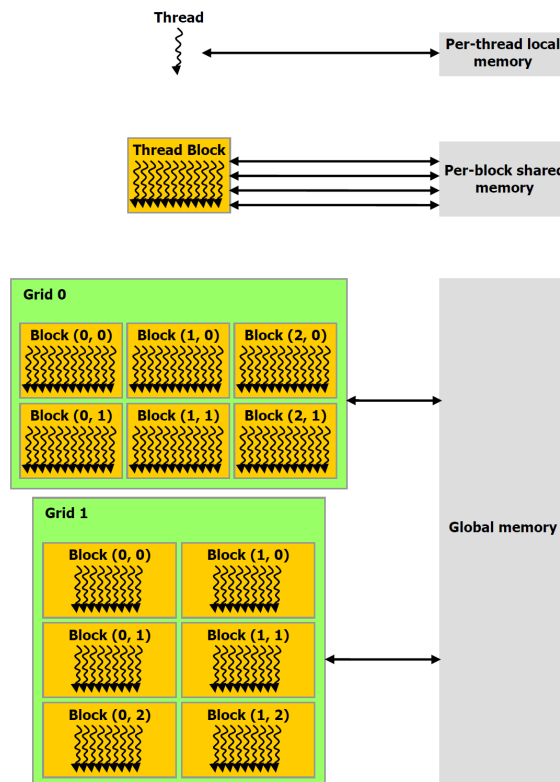 Thread
Per-thread local
memory
Thread Block
Per-block shared
memory
Grid 0
Block (0, 0)
Block (1, 0)
Block (2, 0)
Block (0, 1)
Block (1, 1)
Block (2, 1)
Grid 1
Global memory
Block (0, 0)
Block (1, 0)
Block (0, 1)
Block (1, 1)
Block (0, 2)
Block (1, 2)